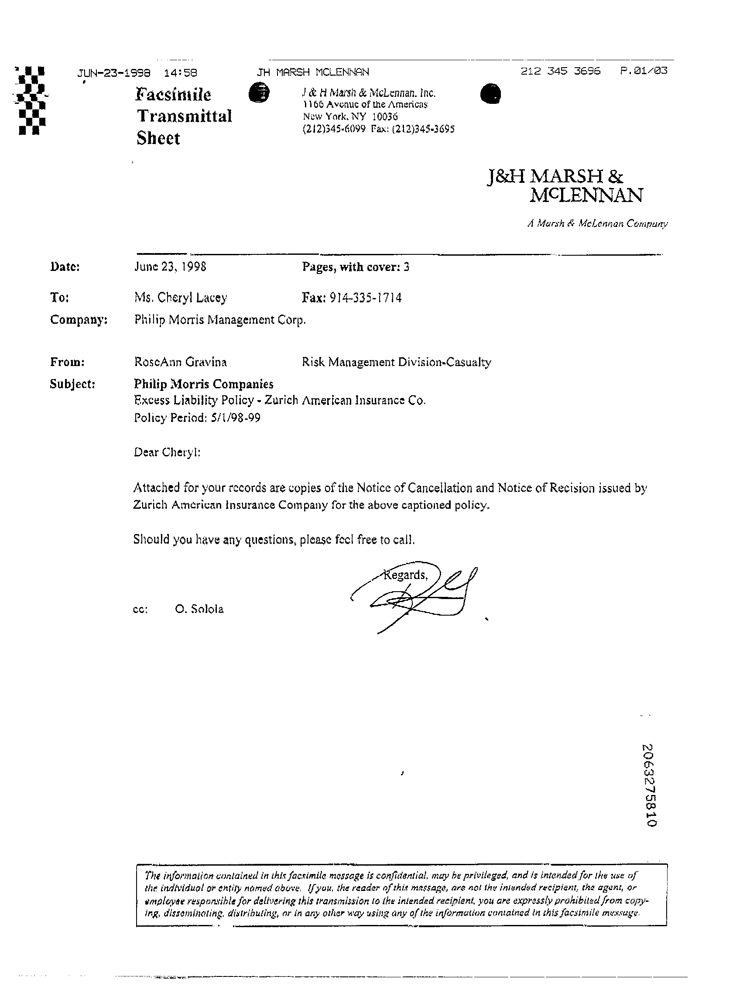 JUN-23-1998 14:58 JH MARSH MCLENNAN 212 345 3696 P.01/03
Facsimile
Transmittal
Sheet
J & H Marsh & McLennan, Inc.
1166 Avenue of the Americas
New York, NY 10036
(212)345-6099 Fax: (212)345-3695
J&H MARSH &
MCLENNAN
A Marsh & McLennan Company
Date: June 23, 1998 Pages, with cover: 3
To: Ms. Cheryl Lacey Fax: 914-335-1714
Company: Philip Morris Management Corp.
From: RoseAnn Gravina Risk Management Division-Casualty
Subject: Philip Morris Companies
Excess Liability Policy - Zurich American Insurance Co.
Policy Period: 5/1/98-99
Dear Cheryl:
Attached for your records are copies of the Notice of Cancellation and Notice of Recision issued by
Zurich American Insurance Company for the above captioned policy.
Should you have any questions, please feel free to call.
Regards,
cc: O. Solola
2063275810
The information contained in this facsimile message is confidential, may be privileged, and is intended for the use of
the individual or entity named above. If you, the reader of this message, are not the intended recipient, the agent, or
employee responsible for delivering this transmission to the intended recipient, you are expressly prohibited from copy-
ing, disseminating, distributing, or in any other way using any of the information contained in this facsimile message.